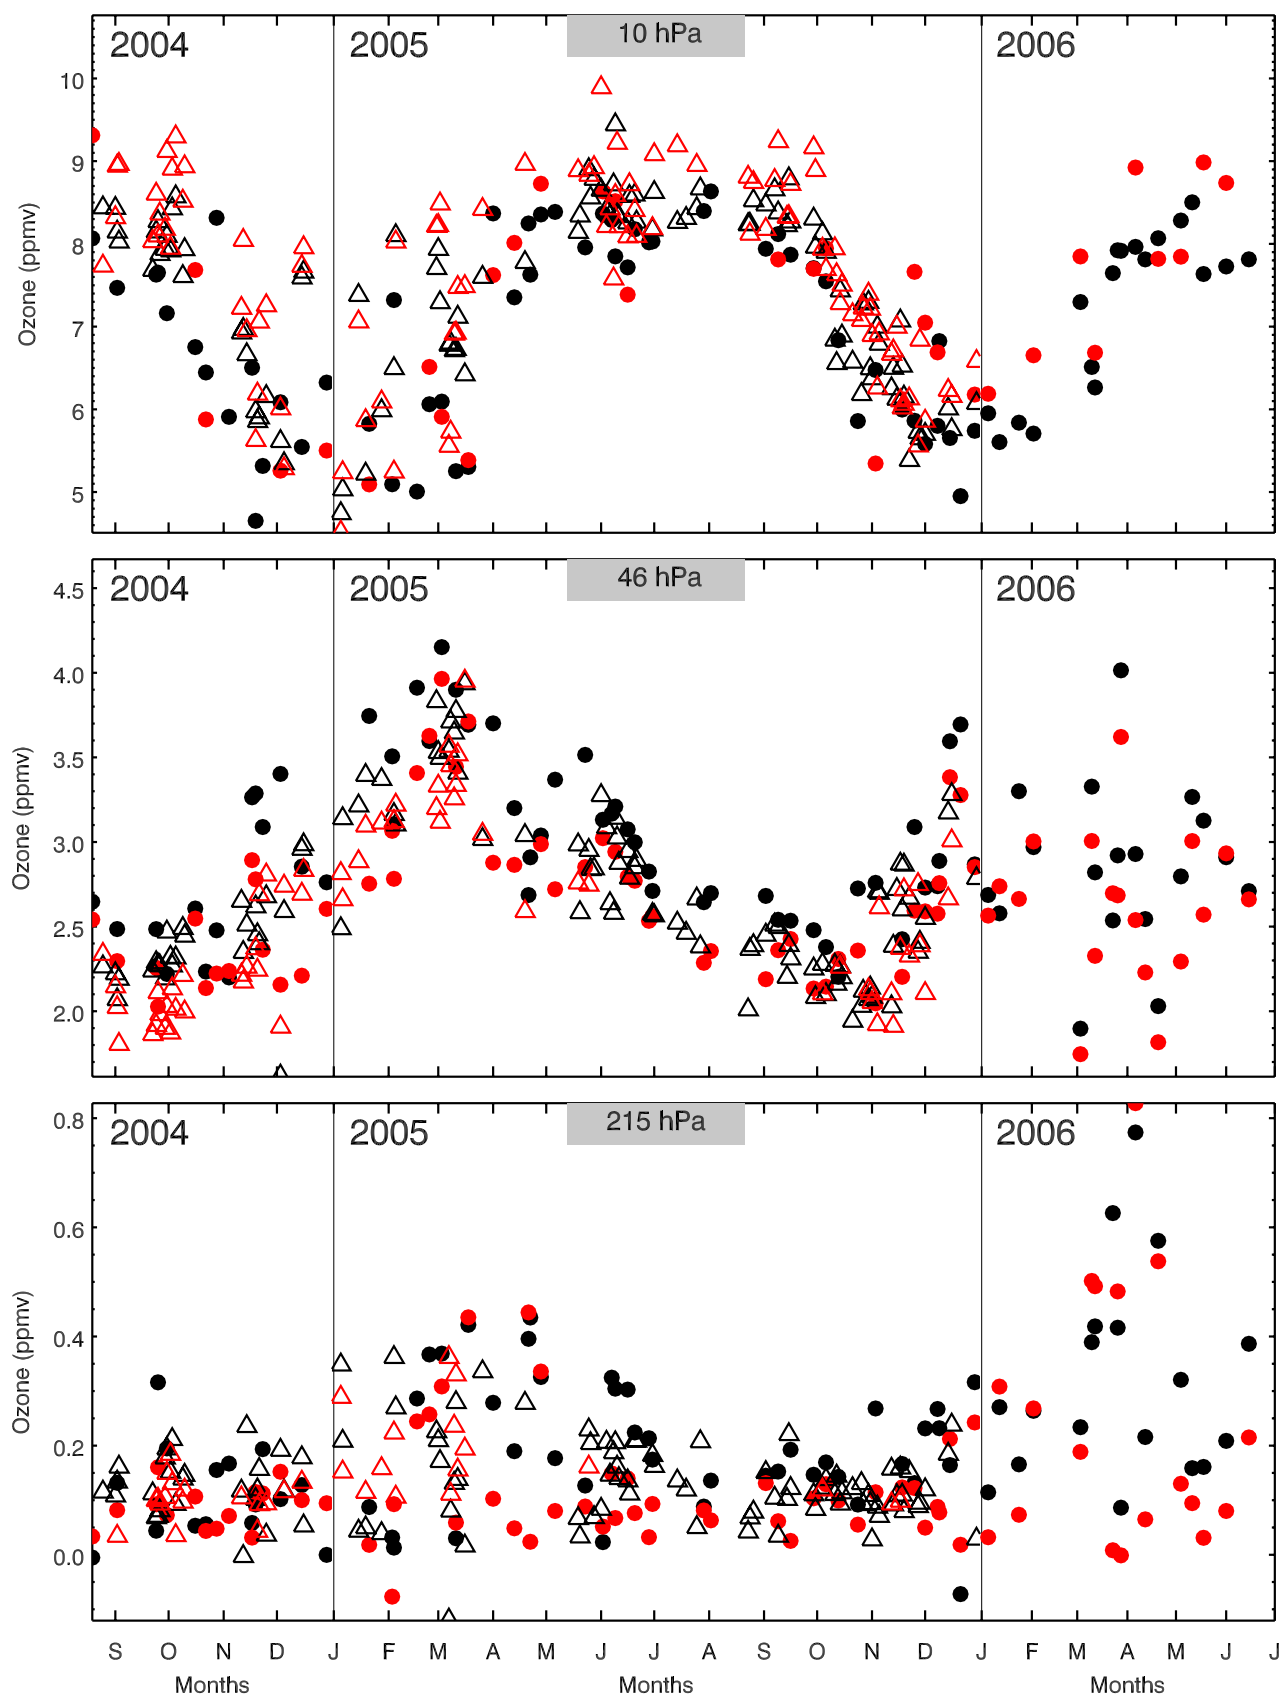 2004 2005 10 hPa 2006
10
9
8
7
6
5
Ozone (ppmv)
2004 2005 46 hPa 2006
4.5
4.0
3.5
3.0
2.5
2.0
Ozone (ppmv)
2004 2005 215 hPa 2006
0.8
0.6
0.4
0.2
0.0
Ozone (ppmv)
S O N D J F M A M J J A S O N D J F M A M J J
Months Months Months